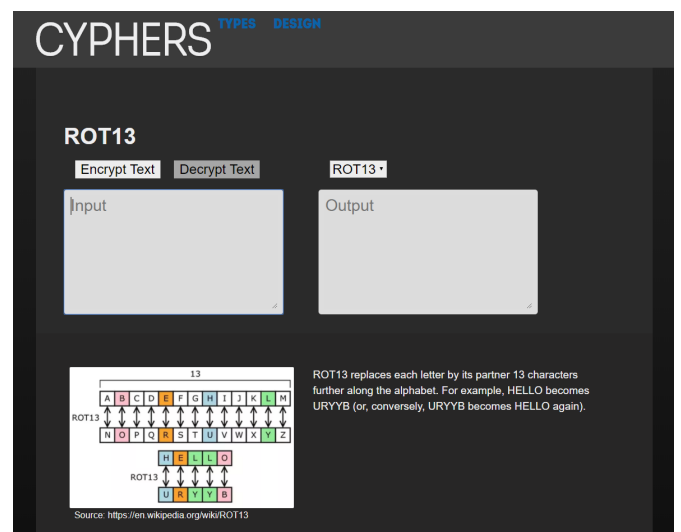 CYPHERS TYPES DESIGN
ROT13
Encrypt Text Decrypt Text ROT13
Input Output
13
A B C D E F G H I J K L M
ROT13
N O P Q R S T U V W X Y Z
H E L L O
ROT13
U R Y Y B
Source: https://en.wikipedia.org/wiki/ROT13
ROT13 replaces each letter by its partner 13 characters
further along the alphabet. For example, HELLO becomes
URYYB (or, conversely, URYYB becomes HELLO again).